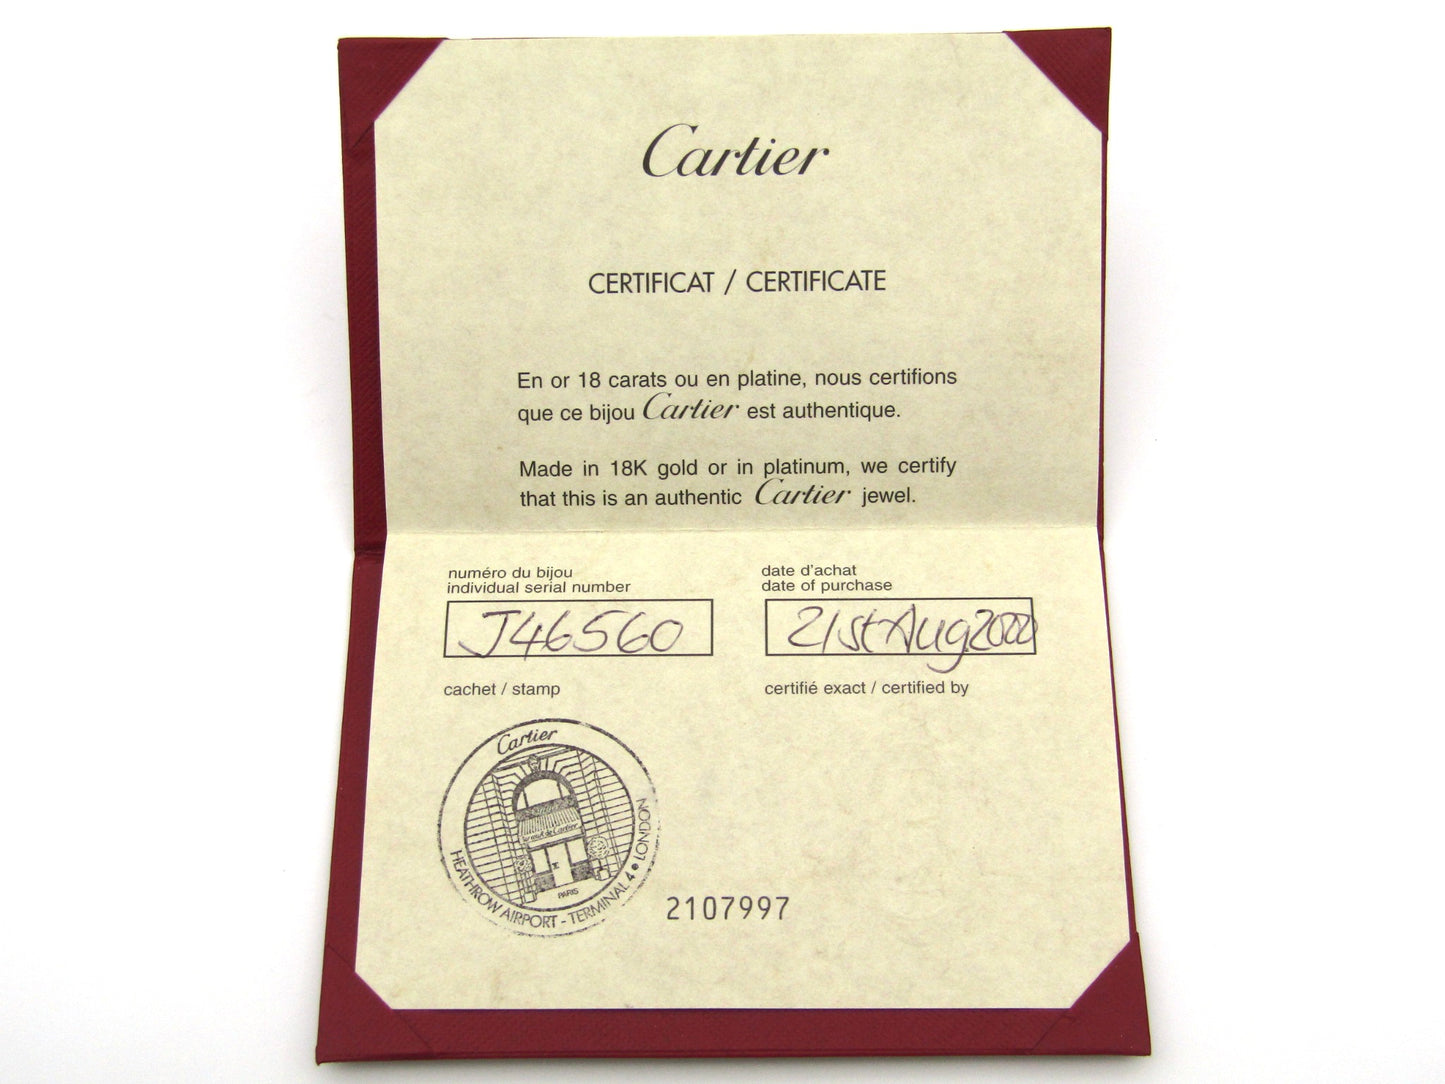 Cartier
CERTIFICAT / CERTIFICATE
En or 18 carats ou en platine, nous certifions
que ce bijou Cartier est authentique.
Made in 18K gold or in platinum, we certify
that this is an authentic Cartier jewel.
numéro du bijou
individual serial number
J46560
date d'achat
date of purchase
21st Aug
cachet / stamp
certifié exact / certified by
Cartier
PARIS
HEATHROW AIRPORT - TERMINAL 4 • LONDON
2107997